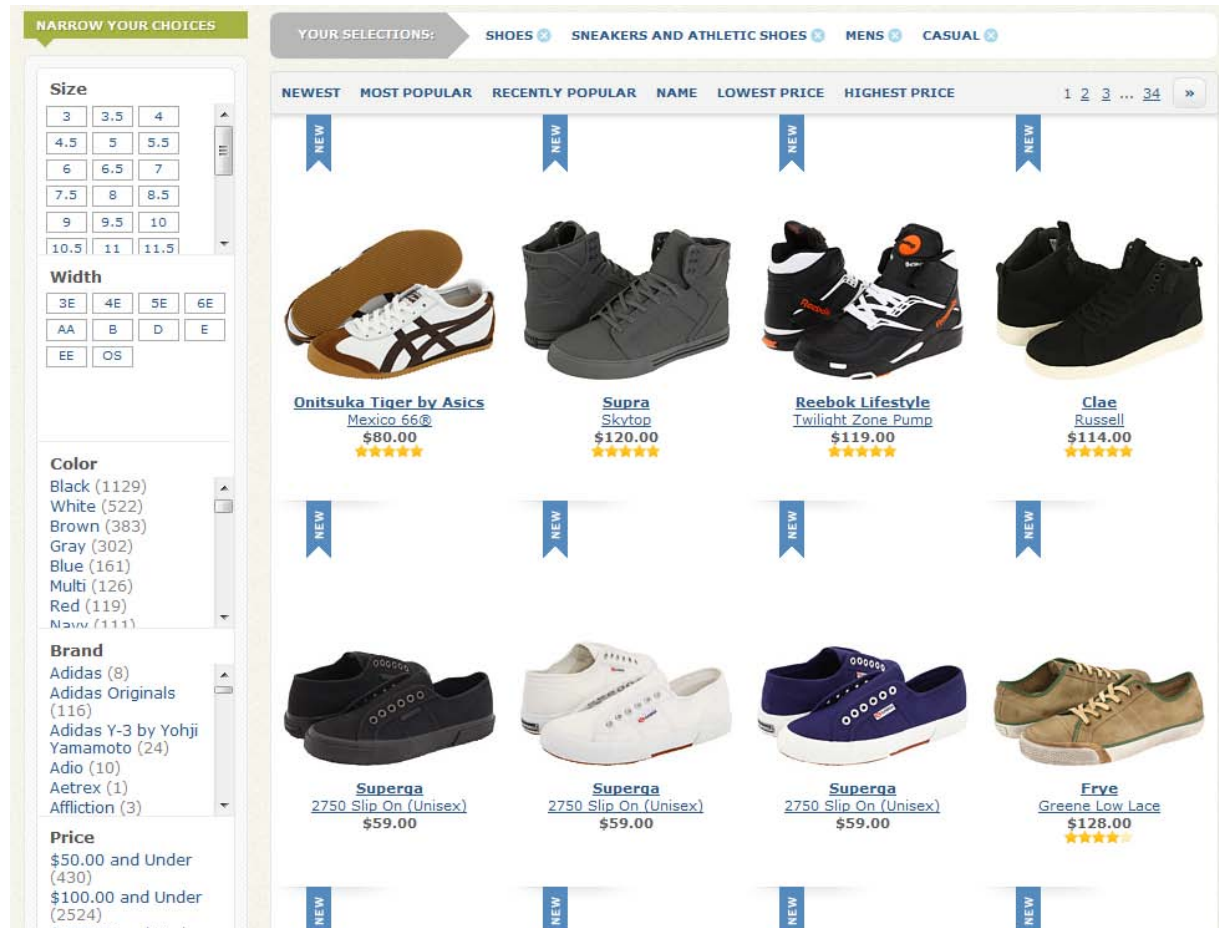 NARROW YOUR CHOICES
YOUR SELECTIONS: SHOES SNEAKERS AND ATHLETIC SHOES MENS CASUAL
NEWEST MOST POPULAR RECENTLY POPULAR NAME LOWEST PRICE HIGHEST PRICE 1 2 3 ... 34 »
Size
3 3.5 4
4.5 5 5.5
6 6.5 7
7.5 8 8.5
9 9.5 10
10.5 11 11.5
Width
3E 4E 5E 6E
AA B D E
EE OS
Color
Black (1129)
White (522)
Brown (383)
Gray (302)
Blue (161)
Multi (126)
Red (119)
Navy (111)
Brand
Adidas (8)
Adidas Originals
(116)
Adidas Y-3 by Yohji
Yamamoto (24)
Adio (10)
Aetrex (1)
Affliction (3)
Price
$50.00 and Under
(430)
$100.00 and Under
(2524)
NEW NEW NEW NEW
Reebok
Onitsuka Tiger by Asics Supra Reebok Lifestyle Clae
Mexico 66® Skytop Twilight Zone Pump Russell
$80.00 $120.00 $119.00 $114.00
NEW NEW NEW NEW
Superga Superga Superga Frye
2750 Slip On (Unisex) 2750 Slip On (Unisex) 2750 Slip On (Unisex) Greene Low Lace
$59.00 $59.00 $59.00 $128.00
NEW NEW NEW NEW